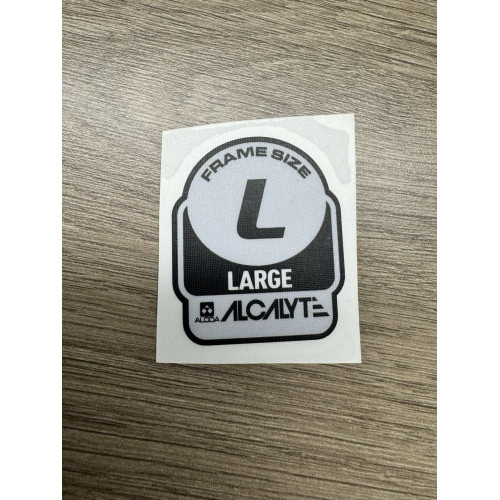 FRAME SIZE
L
LARGE
ALCOA ALCALYTE